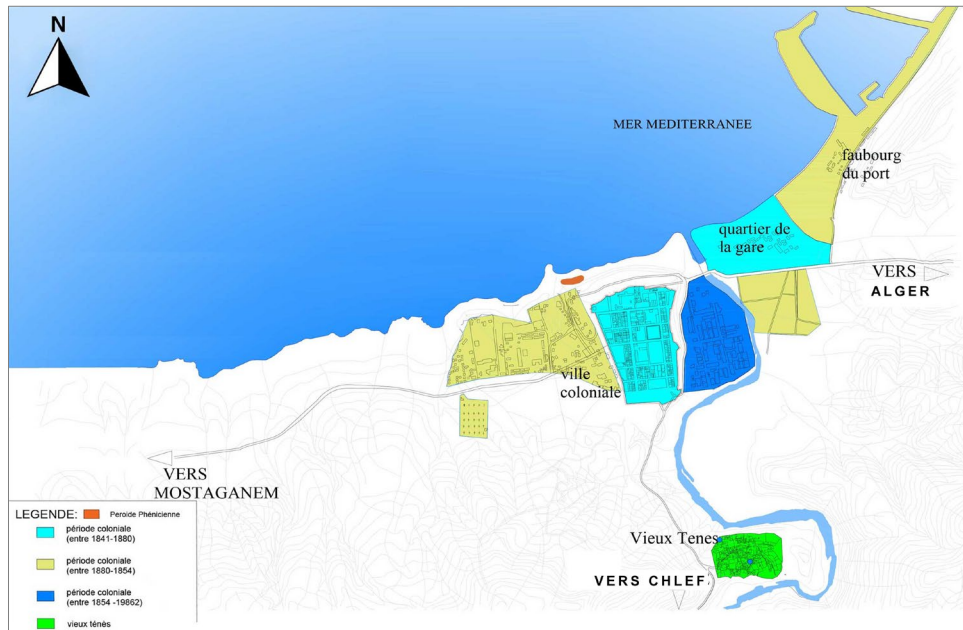 N
MER MEDITERRANEE
faubourg
du port
quartier de
la gare
VERS
ALGER
ville
coloniale
VERS
MOSTAGANEM
Vieux Tenes
VERS CHLEF
LEGENDE:
Peroide Phénicienne
période coloniale
(entre 1841-1880)
période coloniale
(entre 1880-1854)
période coloniale
(entre 1854 -19862)
vieux ténès